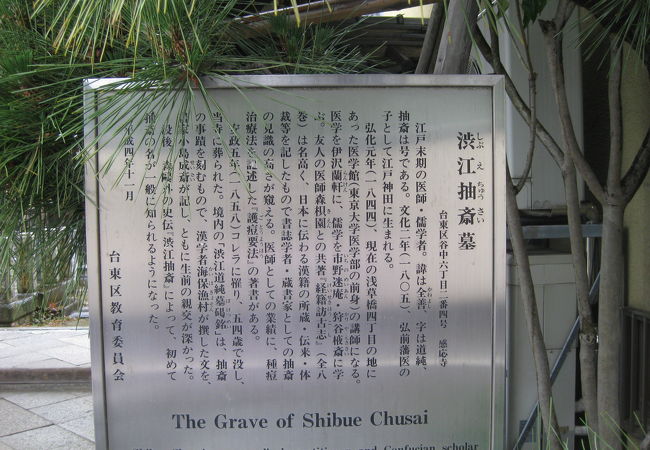 渋江抽斎墓
しぶえちゅうさい
台東区谷中六丁目二番四号 感応寺
江戸末期の医師・儒学者。諱は全善、字は道純、
抽斎は号である。文化二年(一八〇五)、弘前藩医の
子として江戸神田に生まれる。
弘化元年(一八四四)、現在の浅草橋四丁目の地に
あった医学館(東京大学医学部の前身)の講師になる。
医学を伊沢蘭軒に、儒学を市野迷庵・狩谷棭斎に学
ぶ。友人の医師森枳園との共著『経籍訪古志』(全八
巻)は名高く、日本に伝わる漢籍の所蔵・伝来・体
裁等を記したもので書誌学者・蔵書家としての抽斎
の見識の高さが窺える。医師としての業績に、種痘
治療法を記述した『護痘要法』の著書がある。
安政五年(一八五八)コレラに罹り、五四歳で没し、
当寺に葬られた。境内の「渋江道純墓碣銘」は、抽斎
の事蹟を刻むもので、漢学者海保漁村が撰した文を、
書家小島成斎が記し、ともに生前の親交が深かった。
没後、森鷗外の史伝『渋江抽斎』によって、初めて
抽斎の名が一般に知られるようになった。
平成四年十一月
台東区教育委員会
The Grave of Shibue Chusai
and Confucian scholar